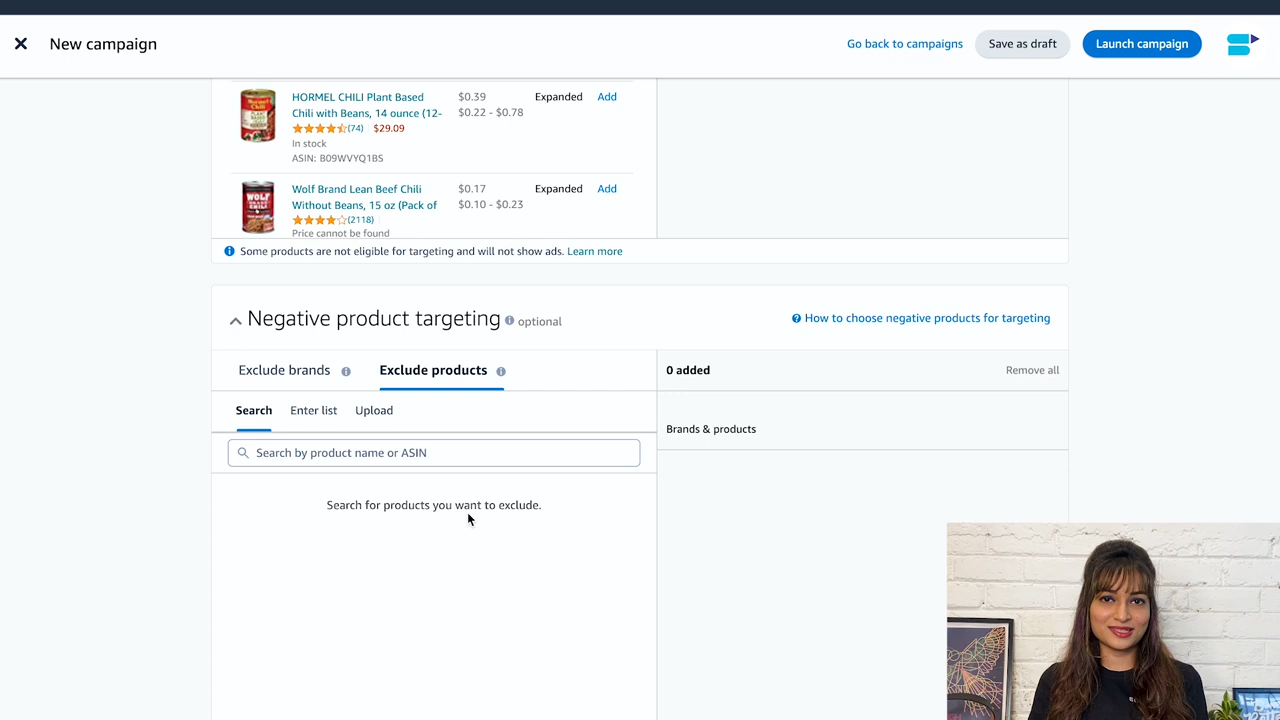 New campaign
Go back to campaigns
Save as draft
Launch campaign
HORMEL CHILI Plant Based
Chili with Beans, 14 ounce (12-
(74) $29.09
In stock
ASIN: B09WVYQ1BS
$0.39
$0.22 - $0.78
Expanded
Add
Wolf Brand Lean Beef Chili
Without Beans, 15 oz (Pack of
(2118)
Price cannot be found
$0.17
$0.10 - $0.23
Expanded
Add
Some products are not eligible for targeting and will not show ads. Learn more
Negative product targeting optional
How to choose negative products for targeting
Exclude brands
Exclude products
0 added
Remove all
Search
Enter list
Upload
Brands & products
Search by product name or ASIN
Search for products you want to exclude.